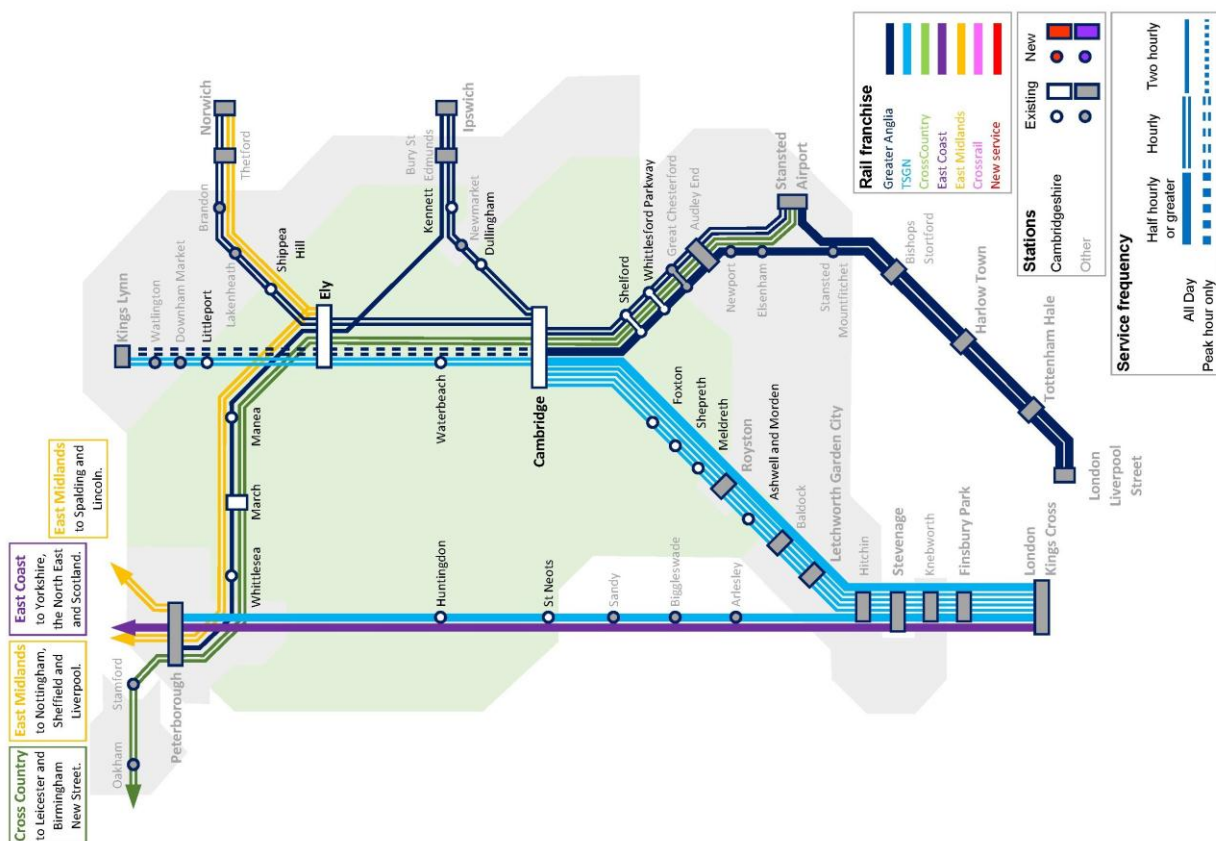 Cross Country
to Leicester and
Birmingham
New Street.
East Midlands
to Nottingham,
Sheffield and
Liverpool.
East Coast
to Yorkshire,
the North East
and Scotland.
East Midlands
to Spalding and
Lincoln.
Oakham
Stamford
Peterborough
Whittlesea
March
Manea
Kings Lynn
Watlington
Downham Market
Littleport
Lakenheath
Brandon
Shippea
Hill
Norwich
Thetford
Ely
Kennett
Bury St
Edmunds
Ipswich
Newmarket
Dullingham
Waterbeach
Cambridge
Huntingdon
St Neots
Sandy
Biggleswade
Arlesley
Foxton
Shepreth
Meldreth
Royston
Ashwell and Morden
Baldock
Letchworth Garden City
Hitchin
Stevenage
Knebworth
Finsbury Park
London
Kings Cross
Shelford
Whittlesford Parkway
Great Chesterford
Audley End
Stansted
Airport
Newport
Elsenham
Stansted
Mountfitchet
Bishops
Stortford
Harlow Town
Tottenham Hale
London
Liverpool
Street
Rail franchise
Greater Anglia
TSGN
CrossCountry
East Coast
East Midlands
Crossrail
New service
Stations
Existing
New
Cambridgeshire
Other
Service frequency
Half hourly
or greater
Hourly
Two hourly
All Day
Peak hour only